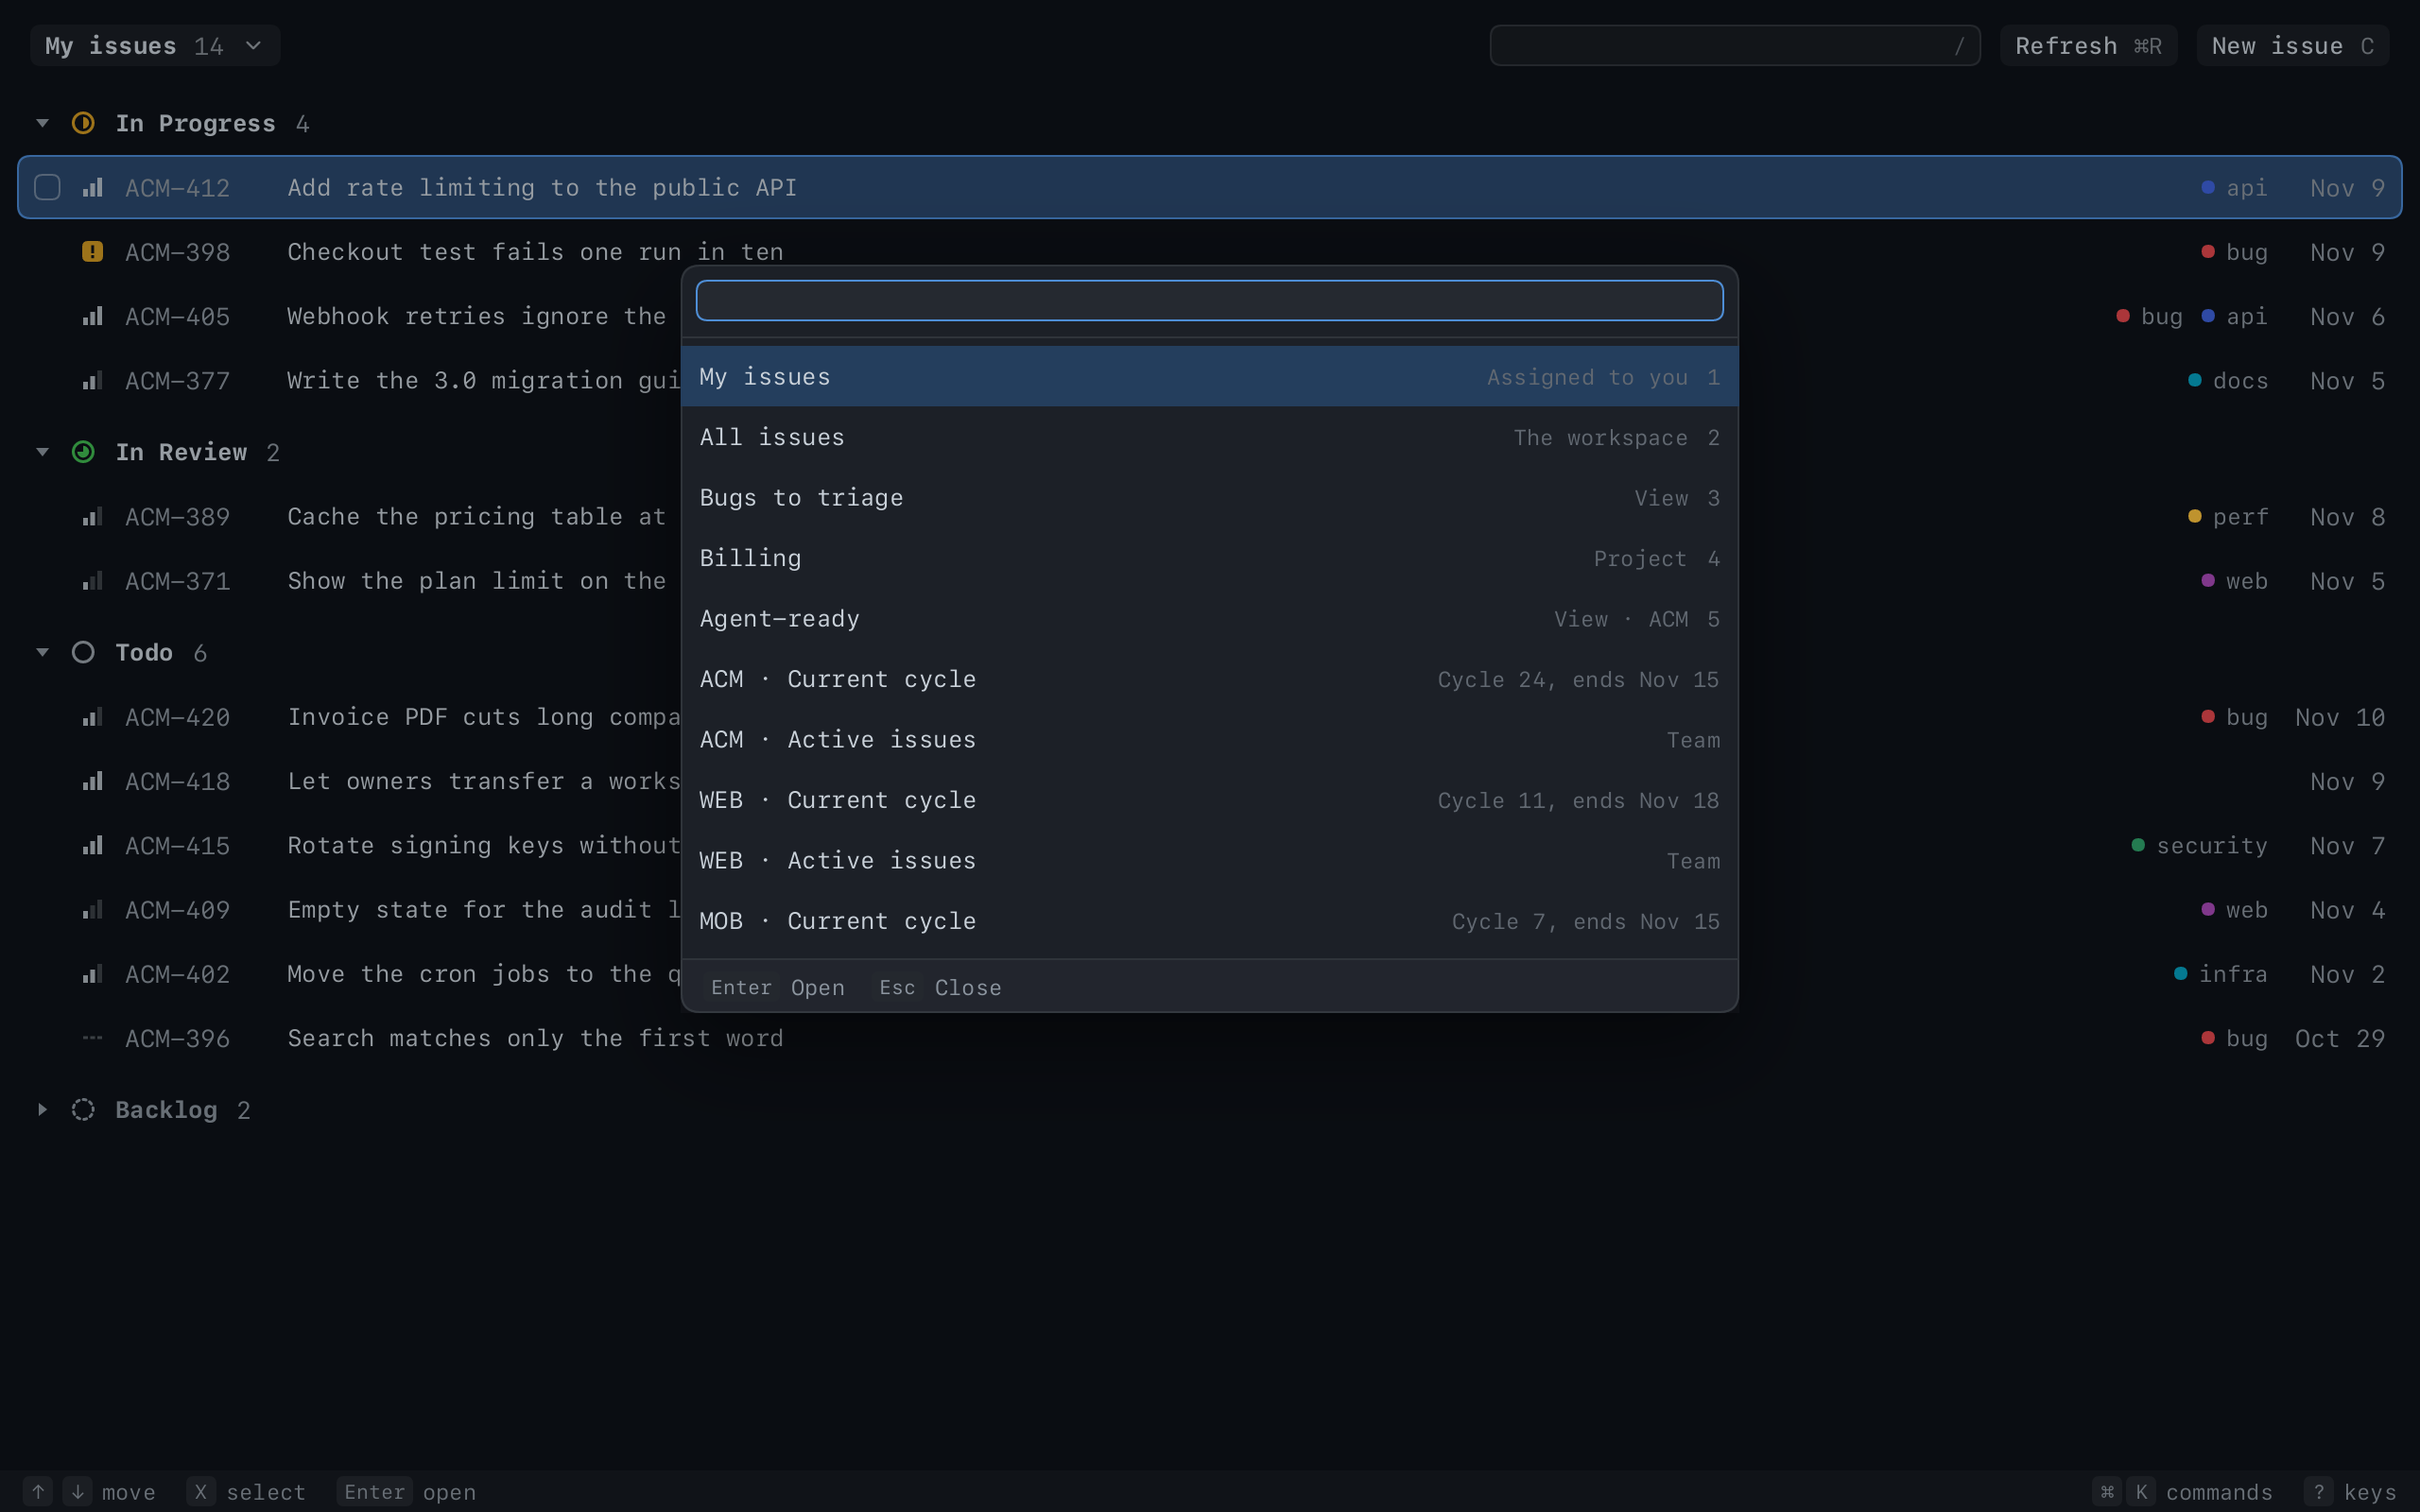 My issues 14
/
Refresh ⌘R
New issue C
In Progress 4
ACM-412 Add rate limiting to the public API api Nov 9
ACM-398 Checkout test fails one run in ten bug Nov 9
ACM-405 Webhook retries ignore the bug api Nov 6
ACM-377 Write the 3.0 migration gui docs Nov 5
In Review 2
ACM-389 Cache the pricing table at perf Nov 8
ACM-371 Show the plan limit on the web Nov 5
Todo 6
ACM-420 Invoice PDF cuts long compa bug Nov 10
ACM-418 Let owners transfer a works Nov 9
ACM-415 Rotate signing keys without security Nov 7
ACM-409 Empty state for the audit l web Nov 4
ACM-402 Move the cron jobs to the q infra Nov 2
ACM-396 Search matches only the first word bug Oct 29
Backlog 2
My issues Assigned to you 1
All issues The workspace 2
Bugs to triage View 3
Billing Project 4
Agent-ready View · ACM 5
ACM · Current cycle Cycle 24, ends Nov 15
ACM · Active issues Team
WEB · Current cycle Cycle 11, ends Nov 18
WEB · Active issues Team
MOB · Current cycle Cycle 7, ends Nov 15
Enter Open Esc Close
↑ ↓ move X select Enter open ⌘ K commands ? keys